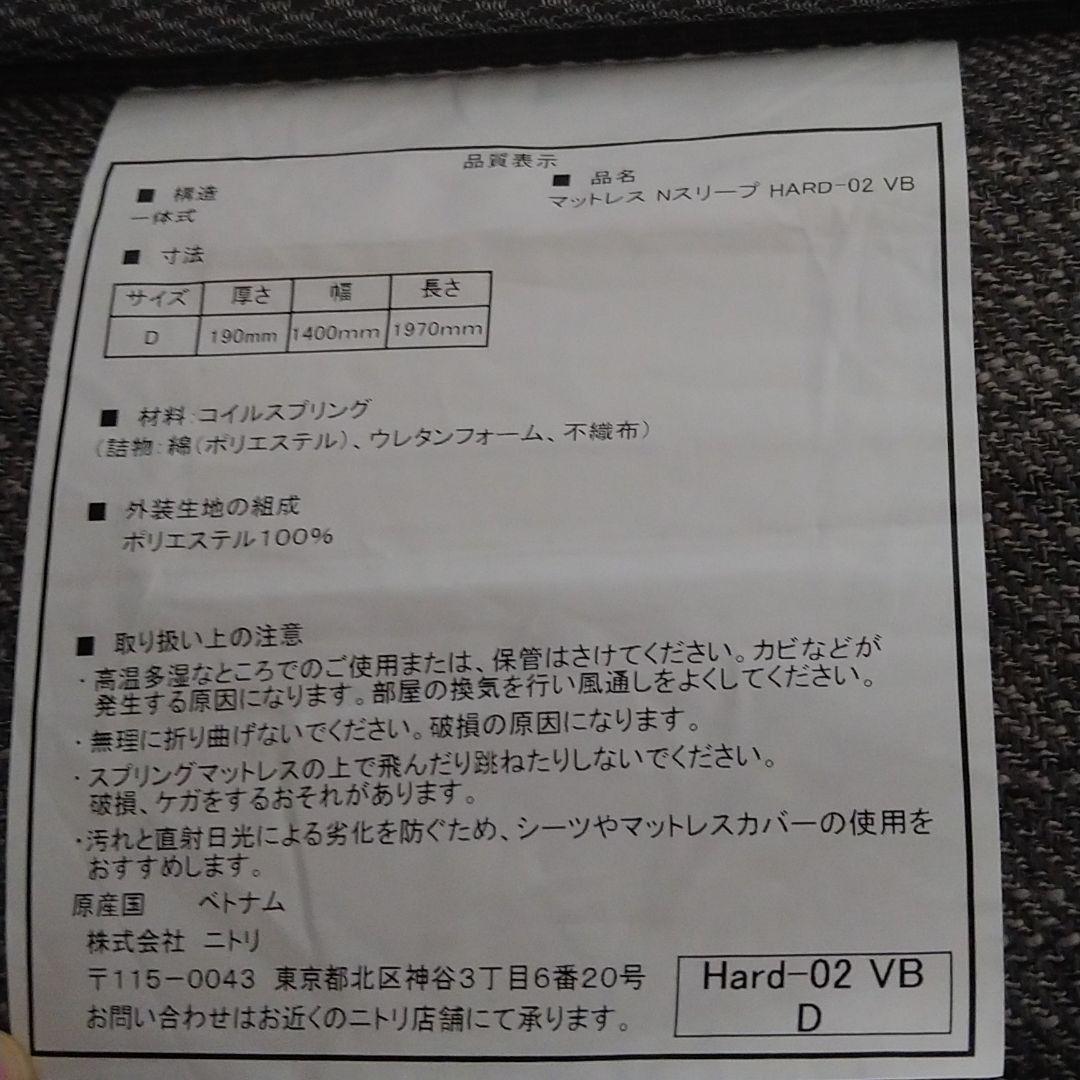 品質表示
■ 構造
一体式
■ 品名
マットレス Nスリープ HARD-02 VB
■ 寸法
サイズ 厚さ 幅 長さ
D 190mm 1400mm 1970mm
■ 材料:コイルスプリング
(詰物:綿(ポリエステル)、ウレタンフォーム、不織布)
■ 外装生地の組成
ポリエステル100%
■ 取り扱い上の注意
・高温多湿なところでのご使用または、保管はさけてください。カビなどが
発生する原因になります。部屋の換気を行い風通しをよくしてください。
・無理に折り曲げないでください。破損の原因になります。
・スプリングマットレスの上で飛んだり跳ねたりしないでください。
破損、ケガをするおそれがあります。
・汚れと直射日光による劣化を防ぐため、シーツやマットレスカバーの使用を
おすすめします。
原産国 ベトナム
株式会社 ニトリ
〒115-0043 東京都北区神谷3丁目6番20号
お問い合わせはお近くのニトリ店舗にて承ります。
Hard-02 VB
D